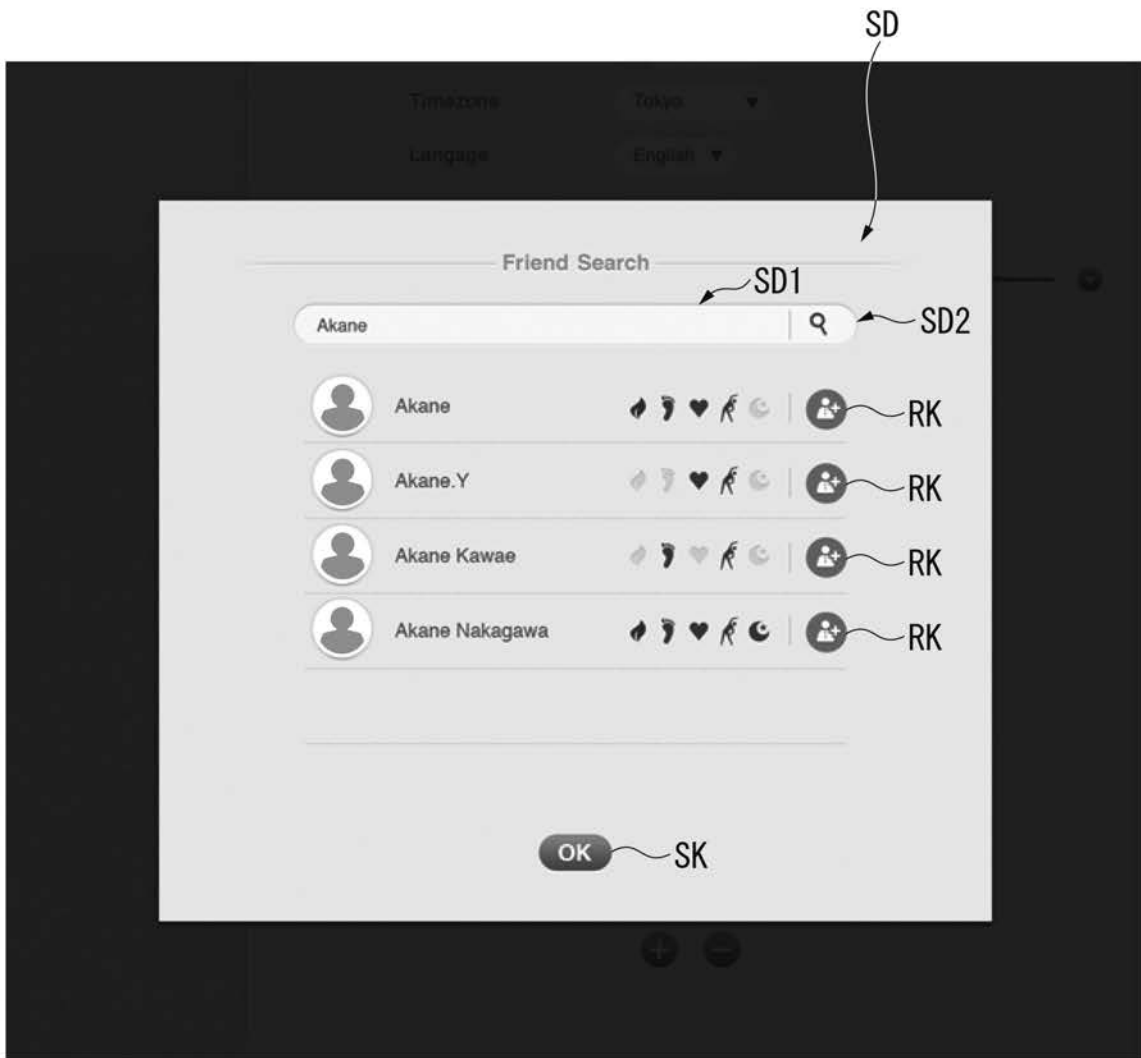 SD
Timezone Tokyo
Langage English
Friend Search
SD1
Akane
SD2
Akane RK
Akane.Y RK
Akane Kawae RK
Akane Nakagawa RK
OK SK